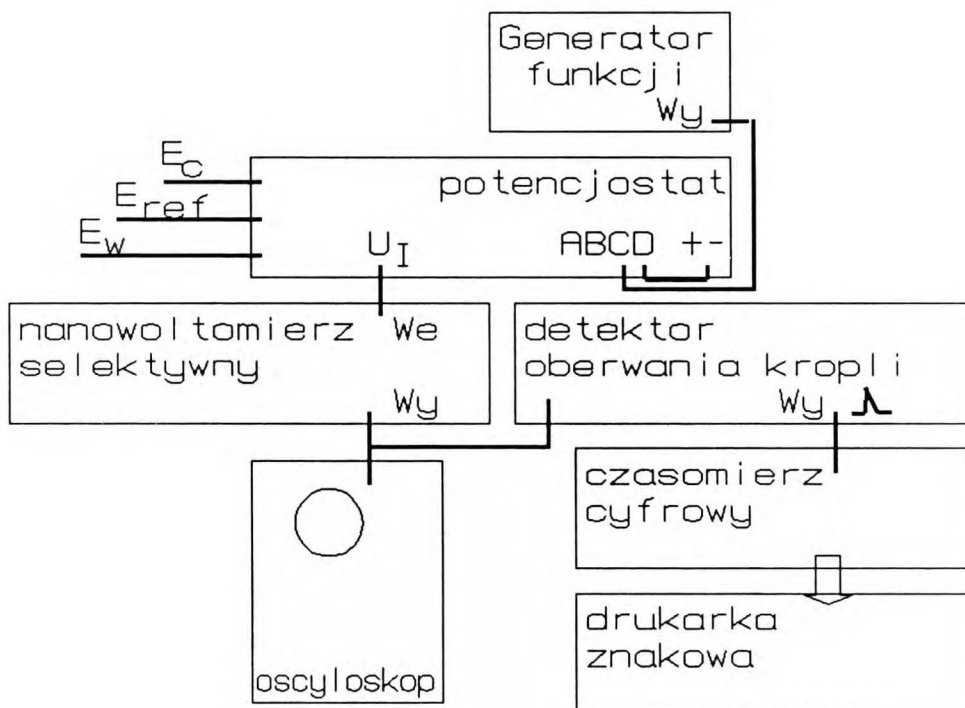 Generator
funkcji
Wy
E_c
potencjostat
E_ref
E_w
U_I
ABCD +-
nanowoltomierz We
selektywny
Wy
detektor
oberwania kropli
Wy
czasomierz
cyfrowy
drukarka
znakowa
oscyloskop